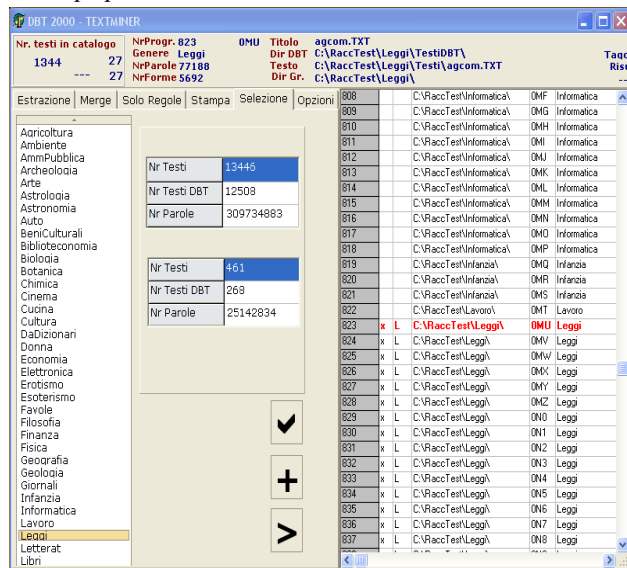 DBT 2000 - TEXTMINER
Nr. testi in catalogo
1344 27
--- 27
NrProgr. 823 0MU Titolo agcom.TXT
Genere Leggi Dir DBT C:\RaccTest\Leggi\TestiDBT\
NrParole 77188 Testo C:\RaccTest\Leggi\Testi\agcom.TXT
NrForme 5692 Dir Gr. C:\RaccTest\Leggi\
Tago
Risu
--
Estrazione Merge Solo Regole Stampa Selezione Opzioni
Agricoltura
Ambiente
AmmPubblica
Archeologia
Arte
Astrologia
Astronomia
Auto
BeniCulturali
Biblioteconomia
Biologia
Botanica
Chimica
Cinema
Cucina
Cultura
DaDizionari
Donna
Economia
Elettronica
Erotismo
Esoterismo
Favole
Filosofia
Finanza
Fisica
Geografia
Geologia
Giornali
Infanzia
Informatica
Lavoro
Leggi
Letterat
Libri
Nr Testi 13446
Nr Testi DBT 12508
Nr Parole 309734883
Nr Testi 461
Nr Testi DBT 268
Nr Parole 25142834
+
>
808 C:\RaccTest\Informatica\ 0MF Informatica
809 C:\RaccTest\Informatica\ 0MG Informatica
810 C:\RaccTest\Informatica\ 0MH Informatica
811 C:\RaccTest\Informatica\ 0MI Informatica
812 C:\RaccTest\Informatica\ 0MJ Informatica
813 C:\RaccTest\Informatica\ 0MK Informatica
814 C:\RaccTest\Informatica\ 0ML Informatica
815 C:\RaccTest\Informatica\ 0MM Informatica
816 C:\RaccTest\Informatica\ 0MN Informatica
817 C:\RaccTest\Informatica\ 0MO Informatica
818 C:\RaccTest\Informatica\ 0MP Informatica
819 C:\RaccTest\Infanzia\ 0MQ Infanzia
820 C:\RaccTest\Infanzia\ 0MR Infanzia
821 C:\RaccTest\Infanzia\ 0MS Infanzia
822 C:\RaccTest\Lavoro\ 0MT Lavoro
823 x L C:\RaccTest\Leggi\ 0MU Leggi
824 x L C:\RaccTest\Leggi\ 0MV Leggi
825 x L C:\RaccTest\Leggi\ 0MW Leggi
826 x L C:\RaccTest\Leggi\ 0MX Leggi
827 x L C:\RaccTest\Leggi\ 0MY Leggi
828 x L C:\RaccTest\Leggi\ 0MZ Leggi
829 x L C:\RaccTest\Leggi\ 0N0 Leggi
830 x L C:\RaccTest\Leggi\ 0N1 Leggi
831 x L C:\RaccTest\Leggi\ 0N2 Leggi
832 x L C:\RaccTest\Leggi\ 0N3 Leggi
833 x L C:\RaccTest\Leggi\ 0N4 Leggi
834 x L C:\RaccTest\Leggi\ 0N5 Leggi
835 x L C:\RaccTest\Leggi\ 0N6 Leggi
836 x L C:\RaccTest\Leggi\ 0N7 Leggi
837 x L C:\RaccTest\Leggi\ 0N8 Leggi